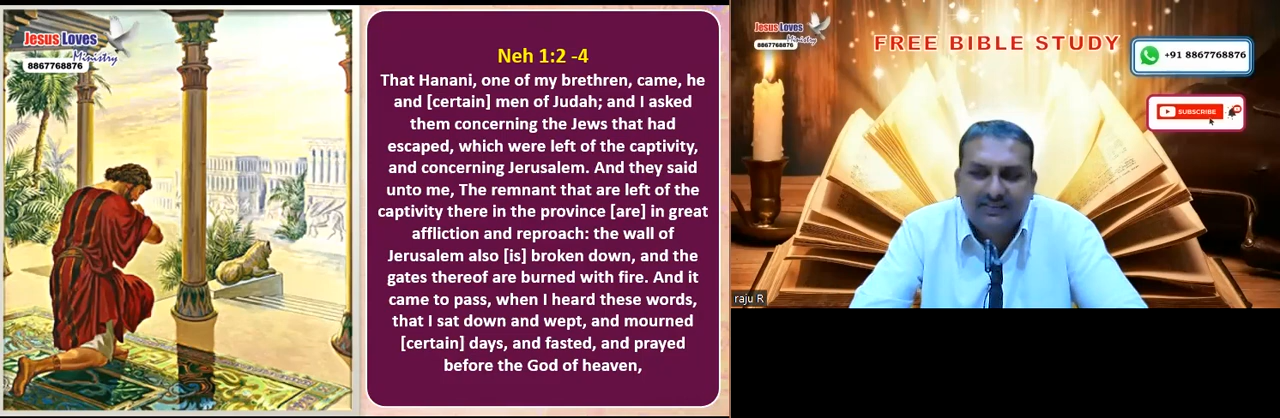 Jesus Loves
Ministry
8867768876
Neh 1:2 -4
That Hanani, one of my brethren, came, he
and [certain] men of Judah; and I asked
them concerning the Jews that had
escaped, which were left of the captivity,
and concerning Jerusalem. And they said
unto me, The remnant that are left of the
captivity there in the province [are] in great
affliction and reproach: the wall of
Jerusalem also [is] broken down, and the
gates thereof are burned with fire. And it
came to pass, when I heard these words,
that I sat down and wept, and mourned
[certain] days, and fasted, and prayed
before the God of heaven,
Jesus Loves
Ministry
8867768876
FREE BIBLE STUDY
+91 8867768876
SUBSCRIBE
raju R